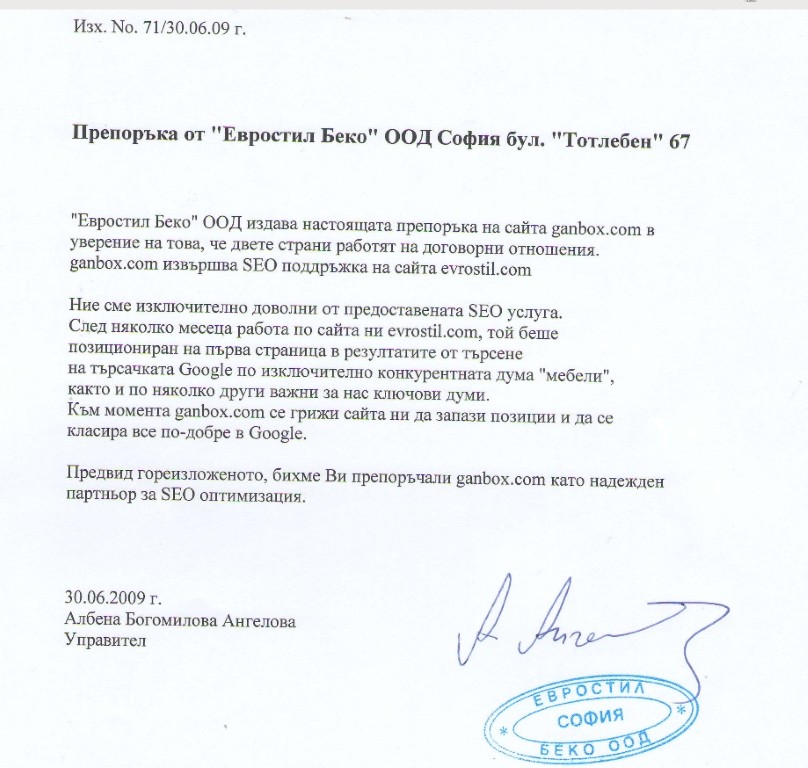 Изх. No. 71/30.06.09 г.
Препоръка от "Евростил Беко" ООД София бул. "Тотлебен" 67
"Евростил Беко" ООД издава настоящата препоръка на сайта ganbox.com в
уверение на това, че двете страни работят на договорни отношения.
ganbox.com извършва SEO поддръжка на сайта evrostil.com
Ние сме изключително доволни от предоставената SEO услуга.
След няколко месеца работа по сайта ни evrostil.com, той беше
позициониран на първа страница в резултатите от търсене
на търсачката Google по изключително конкурентната дума "мебели",
както и по няколко други важни за нас ключови думи.
Към момента ganbox.com се грижи сайта ни да запази позиции и да се
класира все по-добре в Google.
Предвид гореизложеното, бихме Ви препоръчали ganbox.com като надежден
партньор за SEO оптимизация.
30.06.2009 г.
Албена Богомилова Ангелова
Управител
ЕВРОСТИЛ
* СОФИЯ *
БЕКО ООД